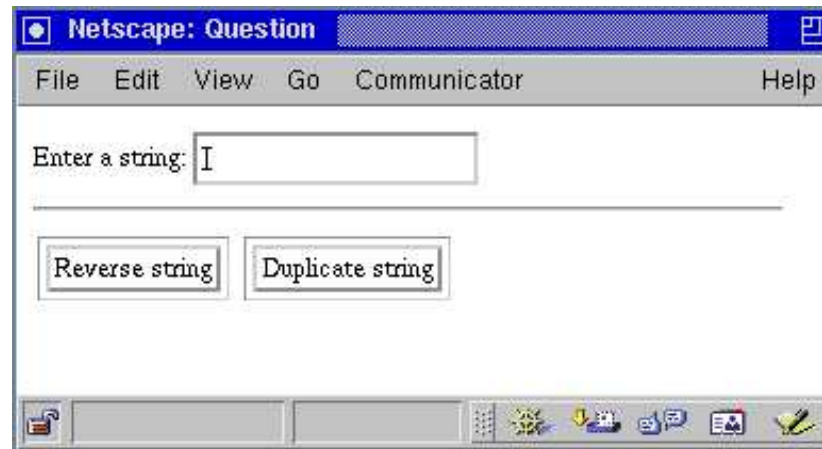 Netscape: Question
File Edit View Go Communicator Help
Enter a string:
Reverse string Duplicate string